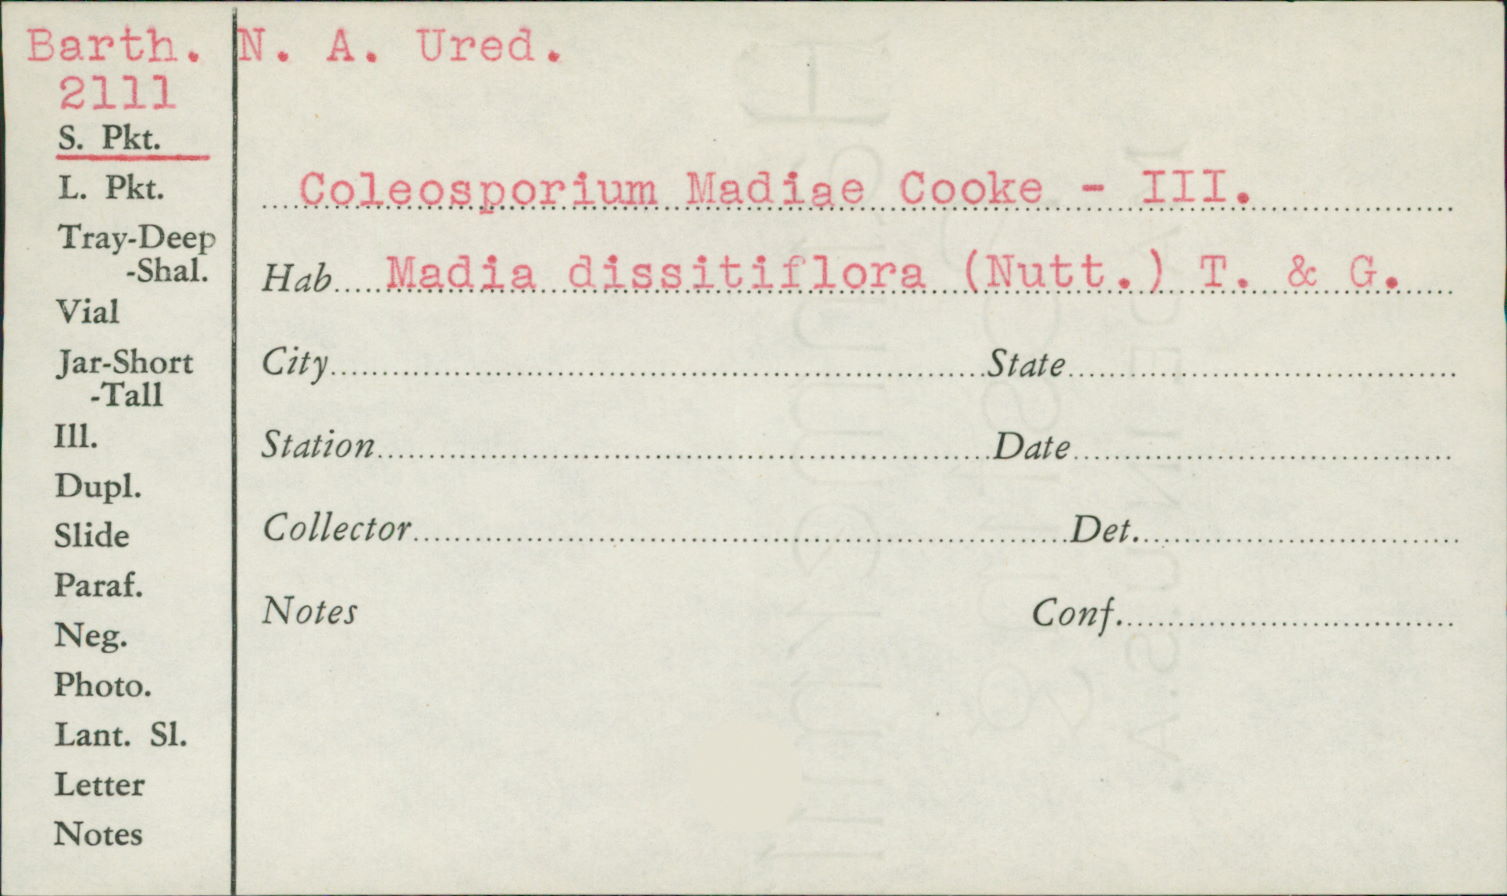 Barth. N. A. Ured.
2111
S. Pkt.
L. Pkt.
Tray-Deep
-Shal.
Vial
Jar-Short
-Tall
Ill.
Dupl.
Slide
Paraf.
Neg.
Photo.
Lant. Sl.
Letter
Notes
Coleosporium Madiae Cooke - III.
Hab. Madia dissitiflora (Nutt.) T. & G.
City State
Station Date
Collector Det.
Notes Conf.